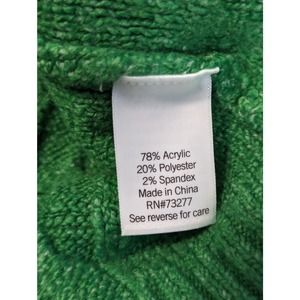 78% Acrylic
20% Polyester
2% Spandex
Made in China
RN#73277
See reverse for care